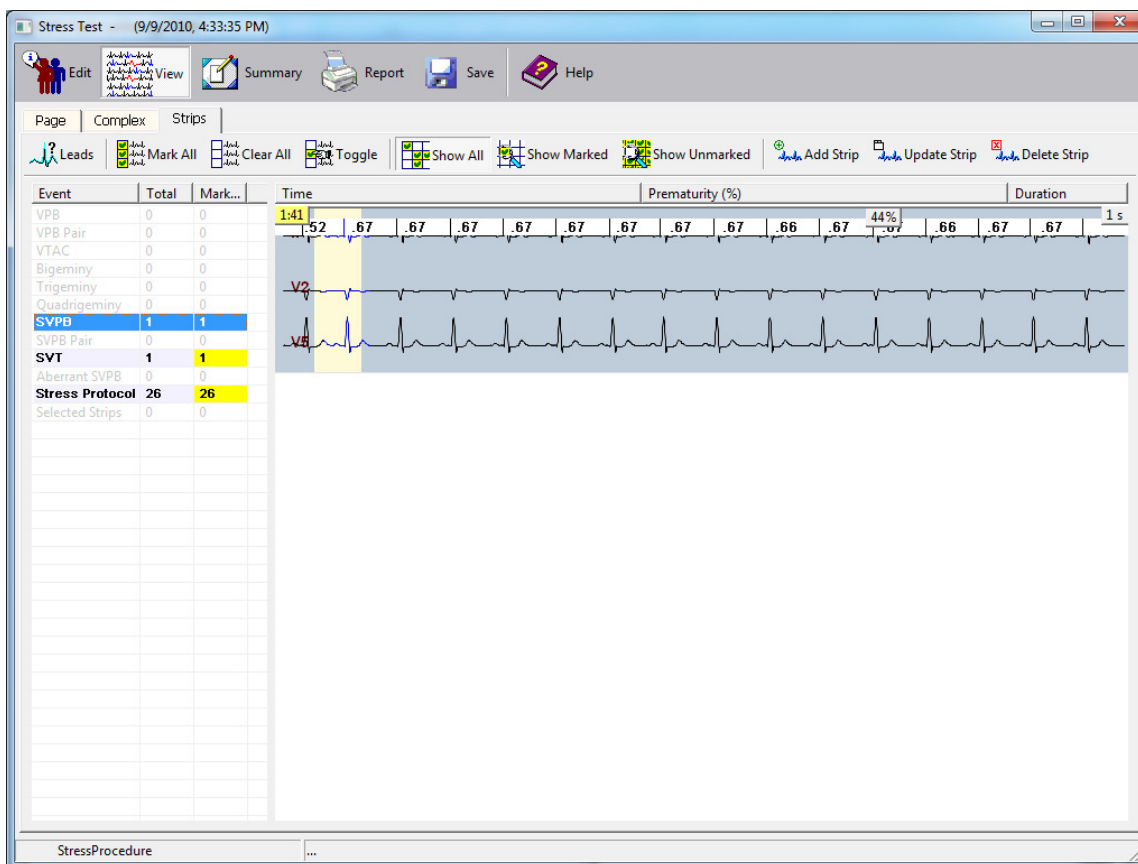 Stress Test - (9/9/2010, 4:33:35 PM)
Edit View Summary Report Save Help
Page Complex Strips
Leads Mark All Clear All Toggle Show All Show Marked Show Unmarked Add Strip Update Strip Delete Strip
Event Total Mark... Time Prematurity (%) Duration
VPB 0 0
VPB Pair 0 0
VTAC 0 0
Bigeminy 0 0
Trigeminy 0 0
Quadrigeminy 0 0
SVPB 1 1
SVPB Pair 0 0
SVT 1 1
Aberrant SVPB 0 0
Stress Protocol 26 26
Selected Strips 0 0
1:41 44% 1 s
.52 .67 .67 .67 .67 .67 .67 .67 .67 .66 .67 .67 .66 .67 .67
V2
V5
StressProcedure ...